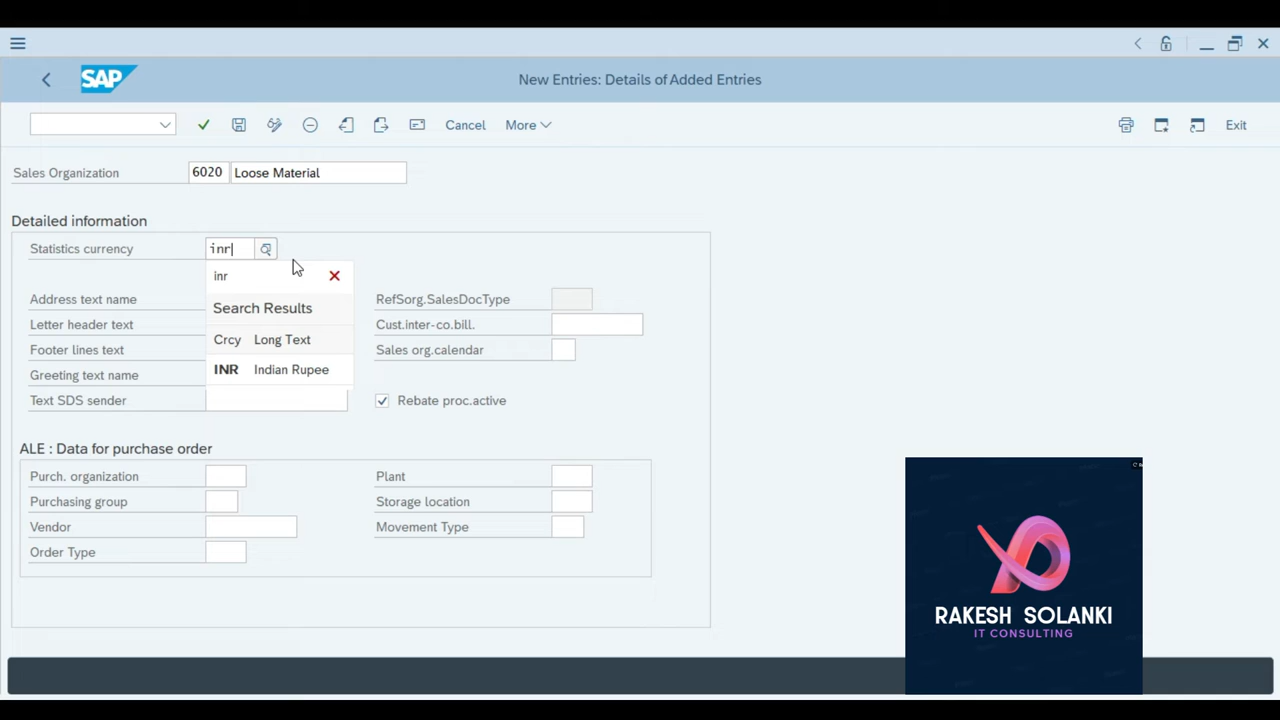 SAP
New Entries: Details of Added Entries
Cancel
More
Exit
Sales Organization
6020
Loose Material
Detailed information
Statistics currency
inr
inr
Search Results
Crcy Long Text
INR Indian Rupee
Address text name
RefSorg.SalesDocType
Letter header text
Cust.inter-co.bill.
Footer lines text
Sales org.calendar
Greeting text name
Text SDS sender
Rebate proc.active
ALE : Data for purchase order
Purch. organization
Plant
Purchasing group
Storage location
Vendor
Movement Type
Order Type
RAKESH SOLANKI
IT CONSULTING